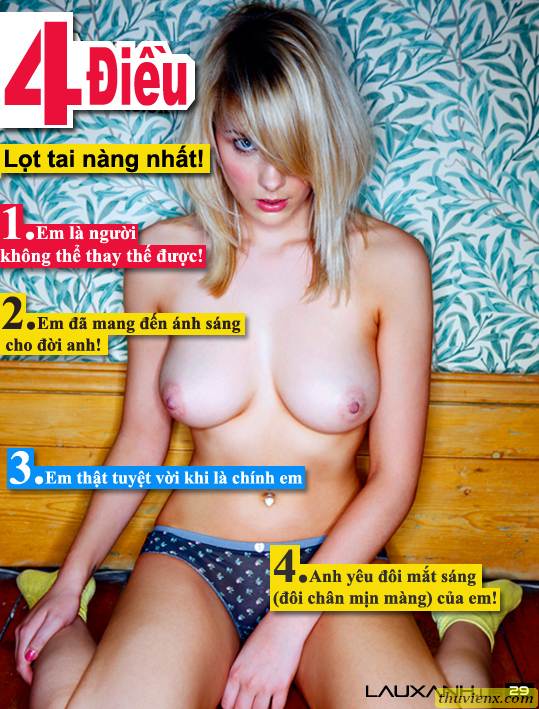 4 Điều
Lọt tai nàng nhất!
1.Em là người
không thể thay thế được!
2.Em đã mang đến ánh sáng
cho đời anh!
3.Em thật tuyệt vời khi là chính em
4.Anh yêu đôi mắt sáng
(đôi chân mịn màng) của em!
LAUXANH 29
thuvienx.com